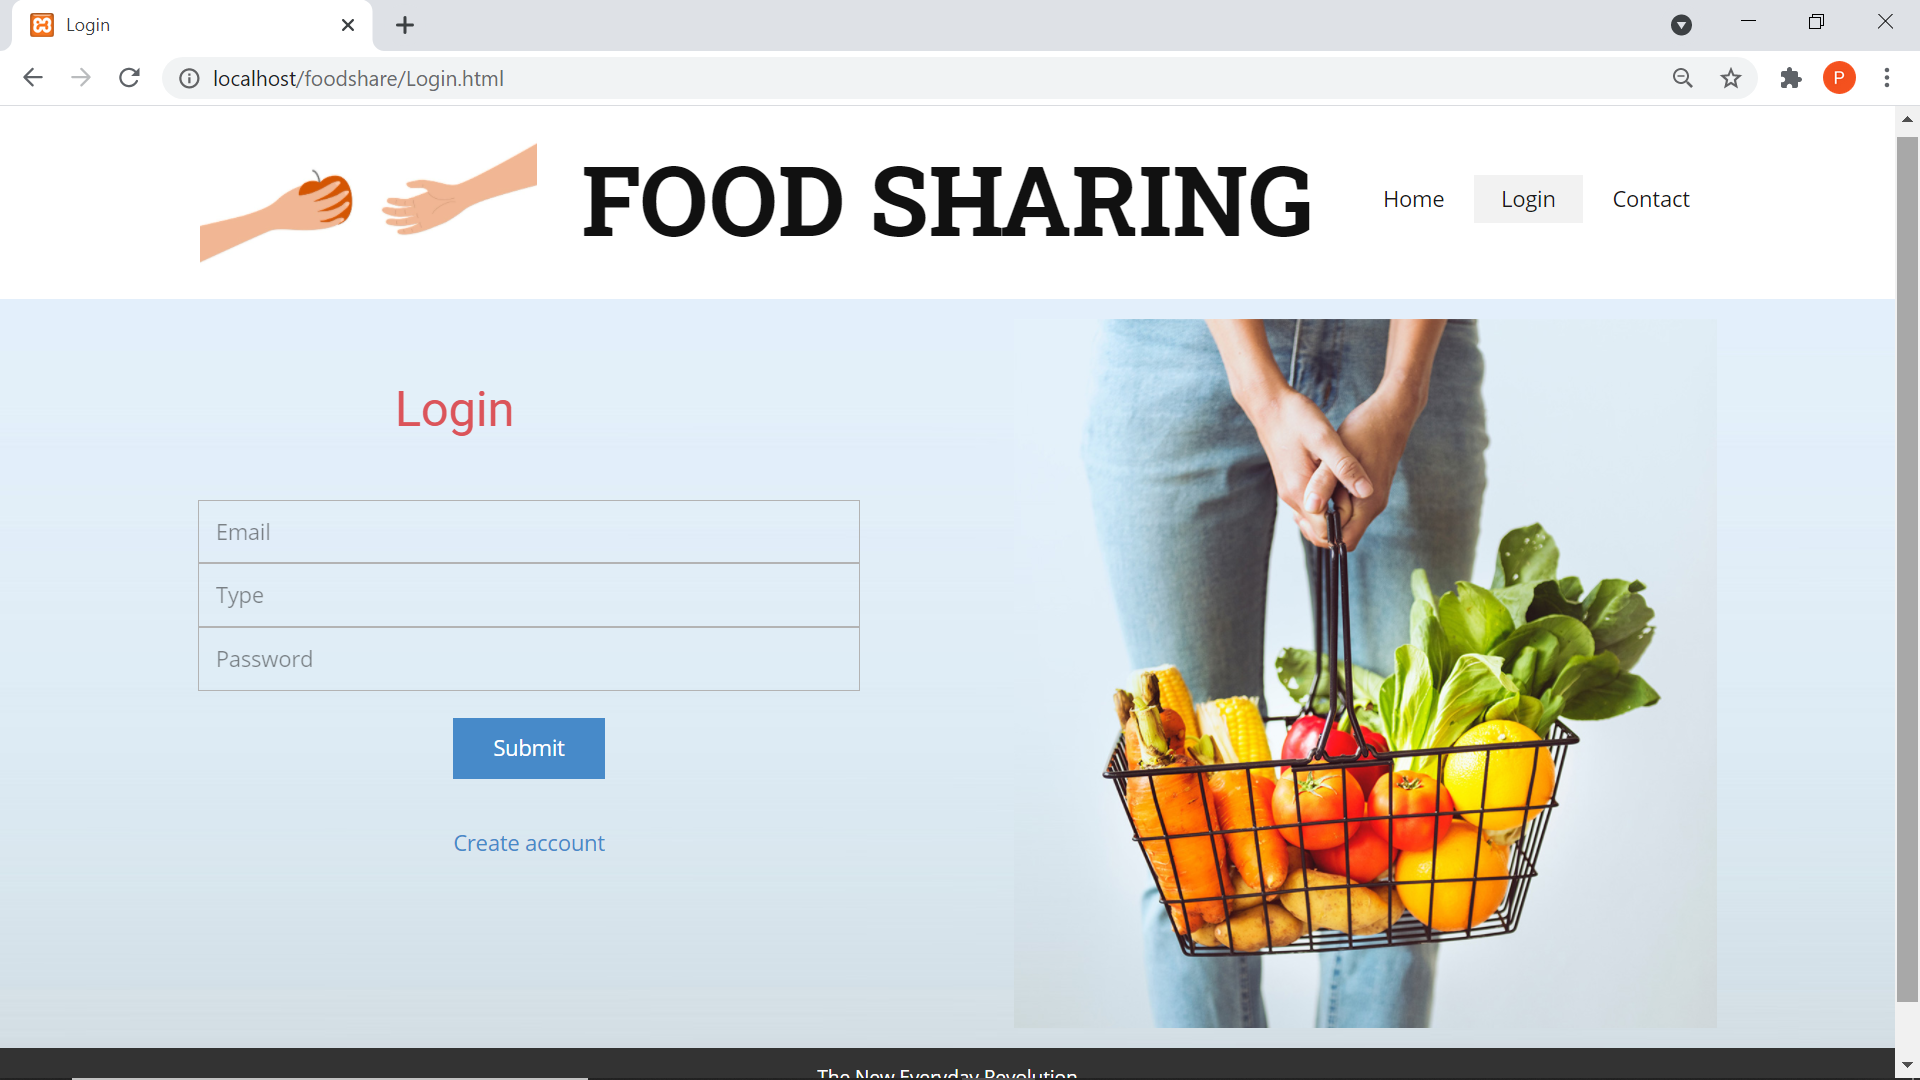 Login
localhost/foodshare/Login.html
P
FOOD SHARING
Home
Login
Contact
Login
Email
Type
Password
Submit
Create account
The New Everyday Revolution